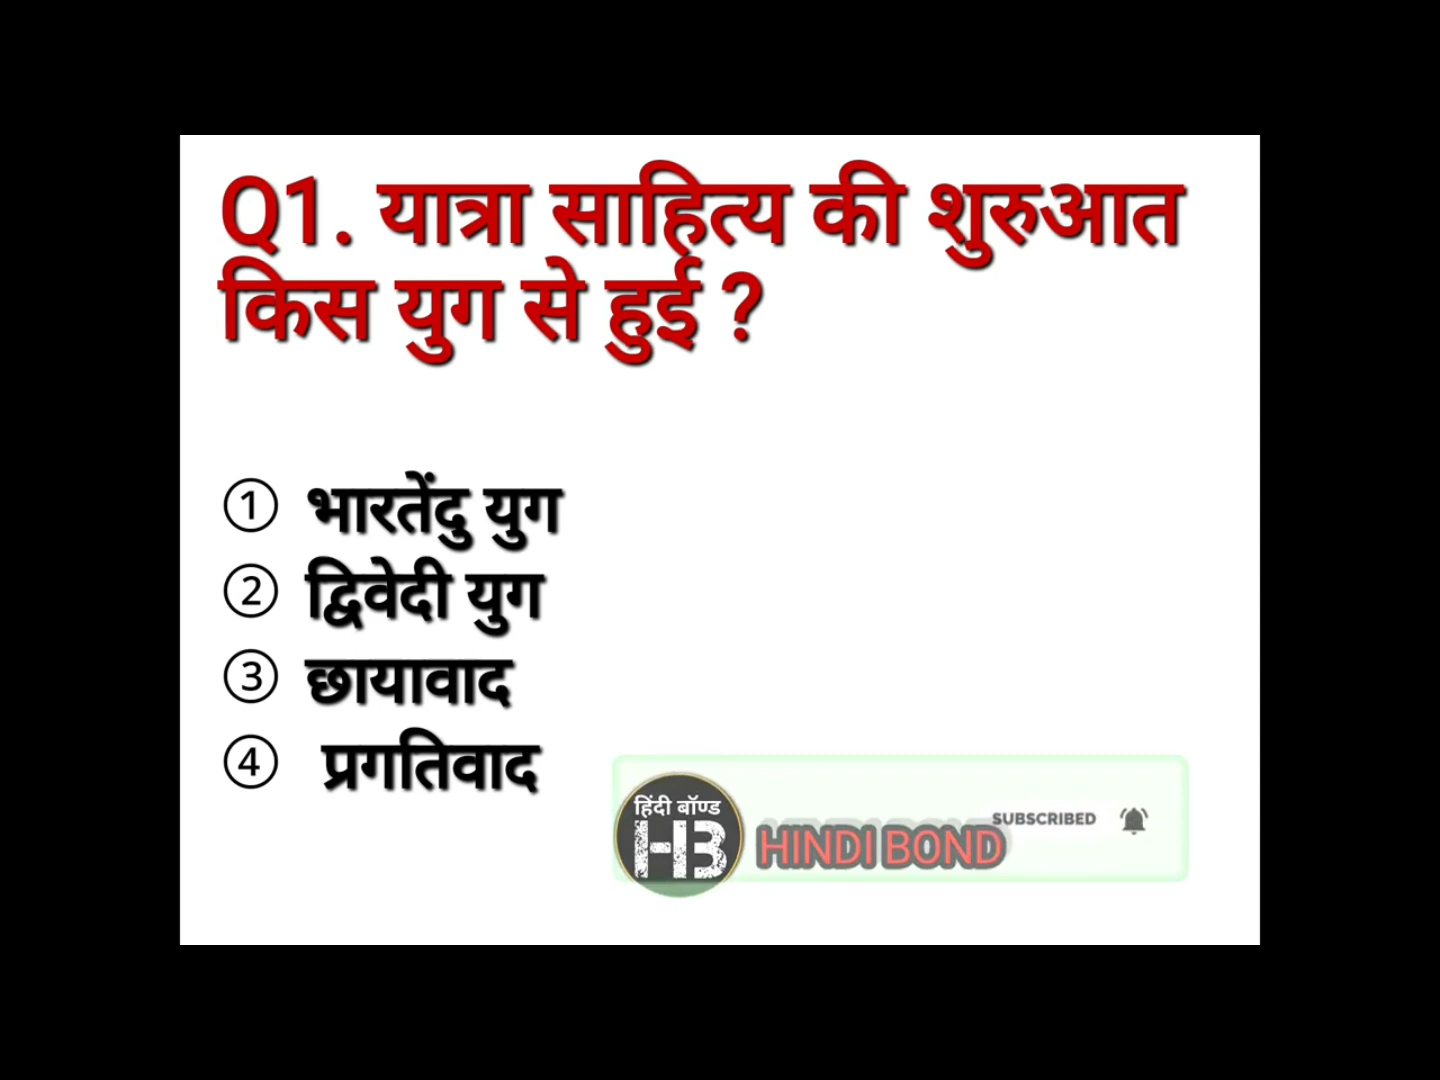 Q1. यात्रा साहित्य की शुरुआत
किस युग से हुई ?
① भारतेंदु युग
② द्विवेदी युग
③ छायावाद
④ प्रगतिवाद
हिंदी बॉण्ड
HB
HINDI BOND
SUBSCRIBED